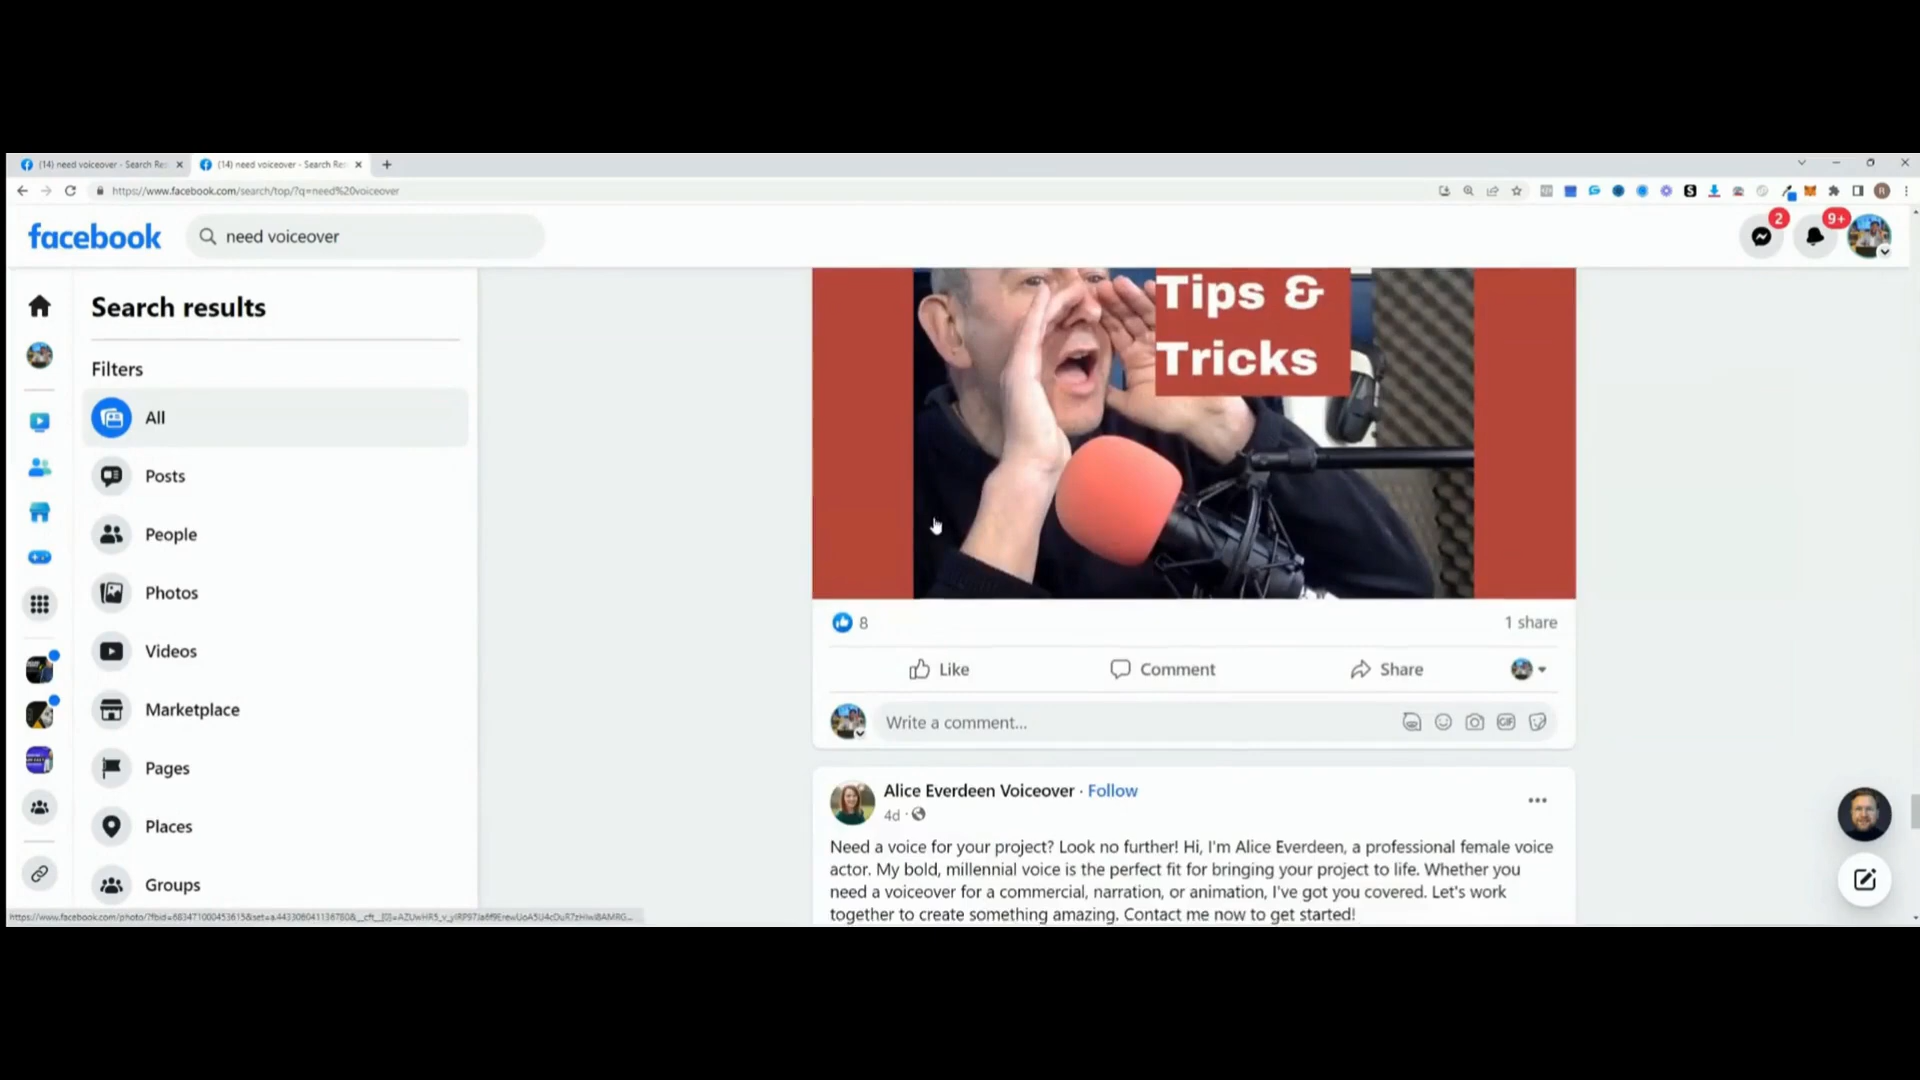 (14) need voiceover - Search Re
(14) need voiceover - Search Re
https://www.facebook.com/search/top/?q=need%20voiceover
facebook
need voiceover
2
9+
Search results
Filters
All
Posts
People
Photos
Videos
Marketplace
Pages
Places
Groups
Tips &
Tricks
8
1 share
Like
Comment
Share
Write a comment...
GIF
Alice Everdeen Voiceover · Follow
4d ·
Need a voice for your project? Look no further! Hi, I'm Alice Everdeen, a professional female voice
actor. My bold, millennial voice is the perfect fit for bringing your project to life. Whether you
need a voiceover for a commercial, narration, or animation, I've got you covered. Let's work
together to create something amazing. Contact me now to get started!